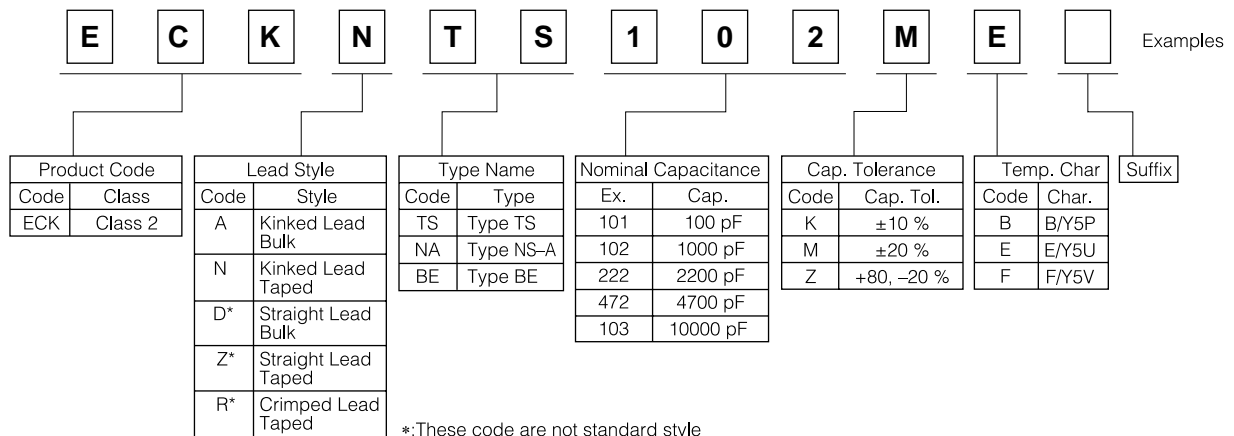 E C K N T S 1 0 2 M E Examples
Product Code
Code Class
ECK Class 2
Lead Style
Code Style
A Kinked Lead
Bulk
N Kinked Lead
Taped
D* Straight Lead
Bulk
Z* Straight Lead
Taped
R* Crimped Lead
Taped
Type Name
Code Type
TS Type TS
NA Type NS–A
BE Type BE
Nominal Capacitance
Ex. Cap.
101 100 pF
102 1000 pF
222 2200 pF
472 4700 pF
103 10000 pF
Cap. Tolerance
Code Cap. Tol.
K ±10 %
M ±20 %
Z +80, –20 %
Temp. Char
Code Char.
B B/Y5P
E E/Y5U
F F/Y5V
Suffix
*:These code are not standard style